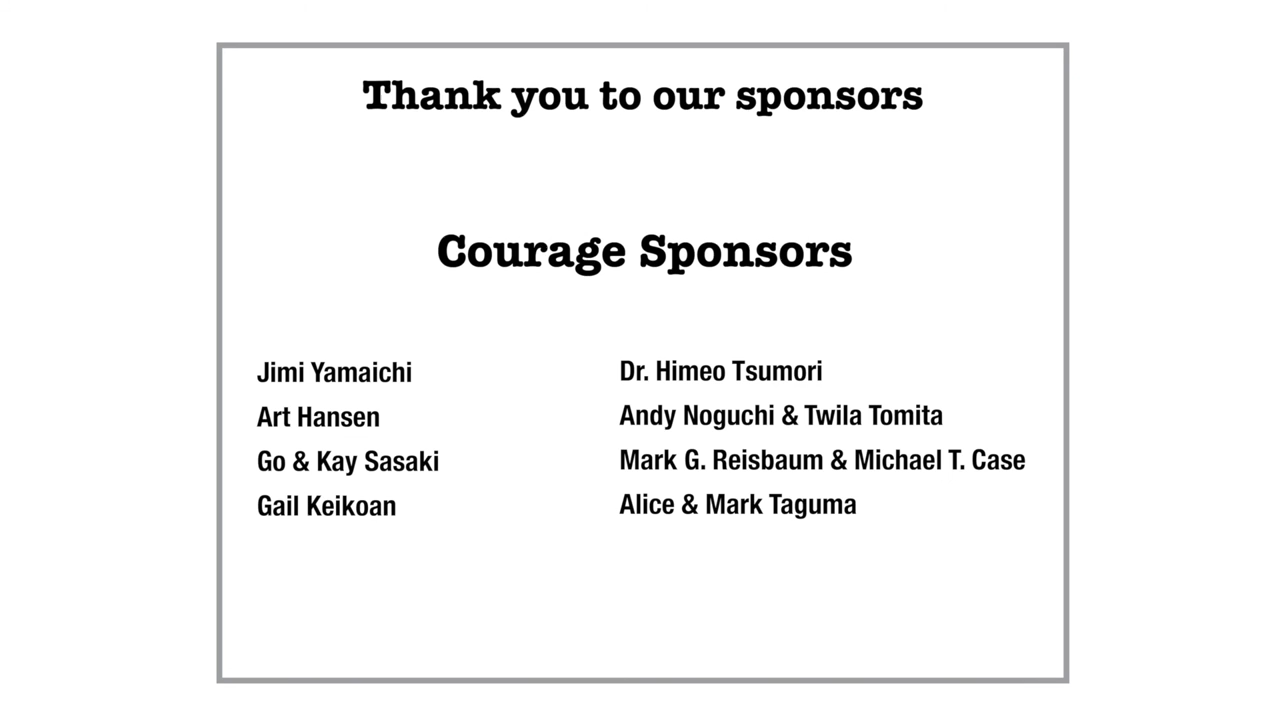 Thank you to our sponsors
Courage Sponsors
Jimi Yamaichi
Art Hansen
Go & Kay Sasaki
Gail Keikoan
Dr. Himeo Tsumori
Andy Noguchi & Twila Tomita
Mark G. Reisbaum & Michael T. Case
Alice & Mark Taguma